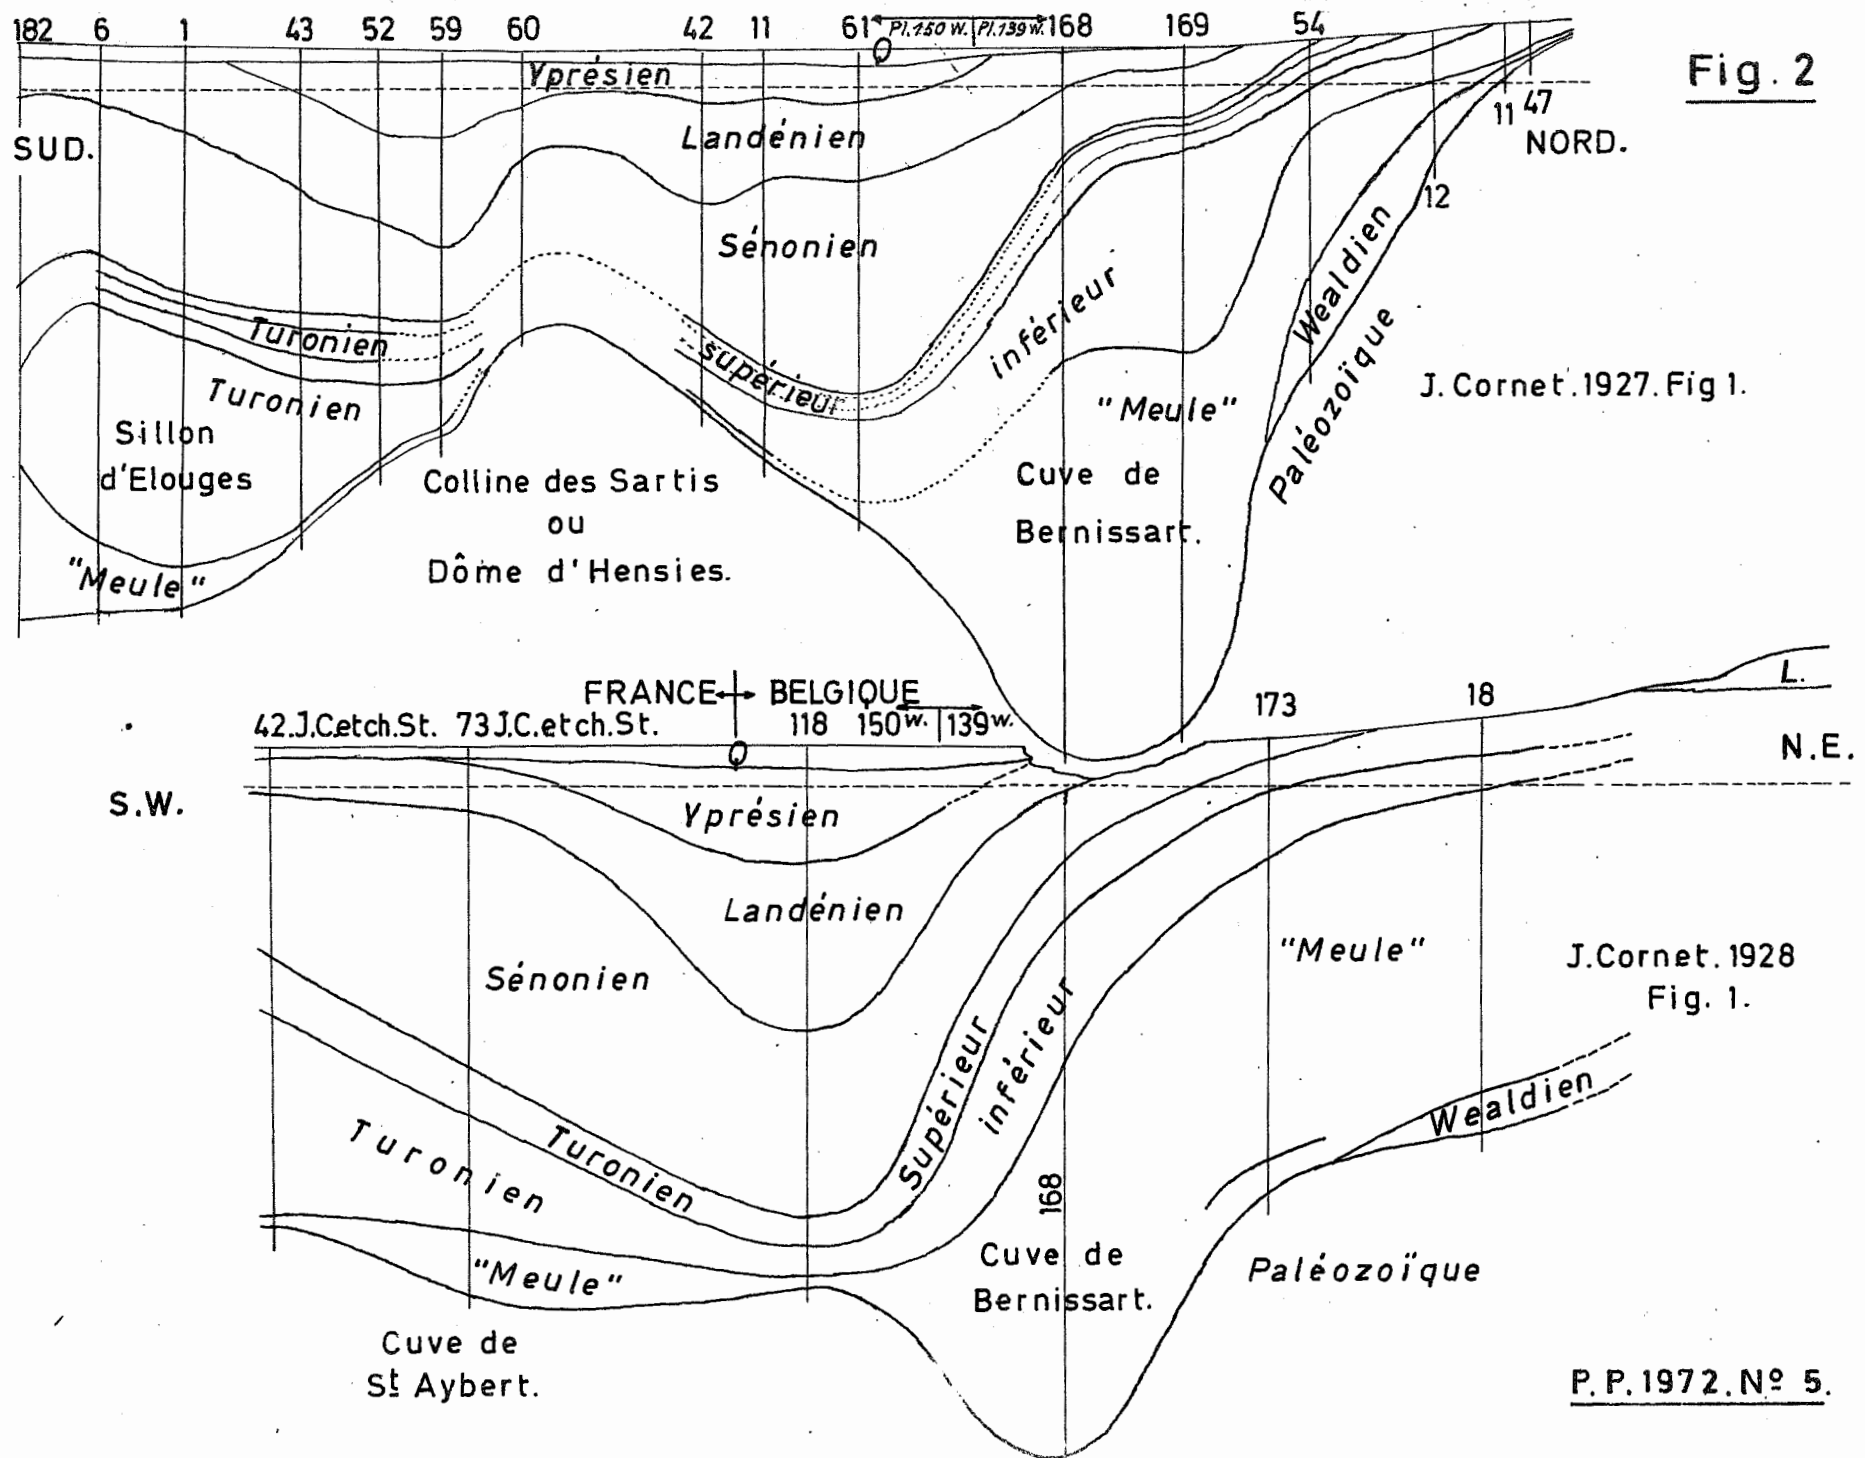 182 6 1 43 52 59 60 42 11 61 Pl.150 W. Pl.139 W. 168 169 54
Q
Fig. 2
Yprésien
11 47
SUD.
Landénien
NORD.
12
Sénonien
Wealdien
inférieur
Turonien
supérieur
Paléozoïque
J. Cornet.1927.Fig 1.
Turonien
"Meule"
Sillon
d'Elouges
Colline des Sartis
ou
Dôme d'Hensies.
Cuve de
Bernissart.
"Meule"
FRANCE BELGIQUE
L.
42.J.C.etch.St. 73 J.C.etch.St. 118 150 W. 139 W. 173 18
Q
N.E.
S.W.
Yprésien
Landénien
"Meule"
J.Cornet.1928
Fig. 1.
Sénonien
Supérieur
inférieur
Turonien
Turonien
Wealdien
168
"Meule"
Cuve de
Bernissart.
Paléozoïque
Cuve de
St Aybert.
P.P.1972.Nº 5.